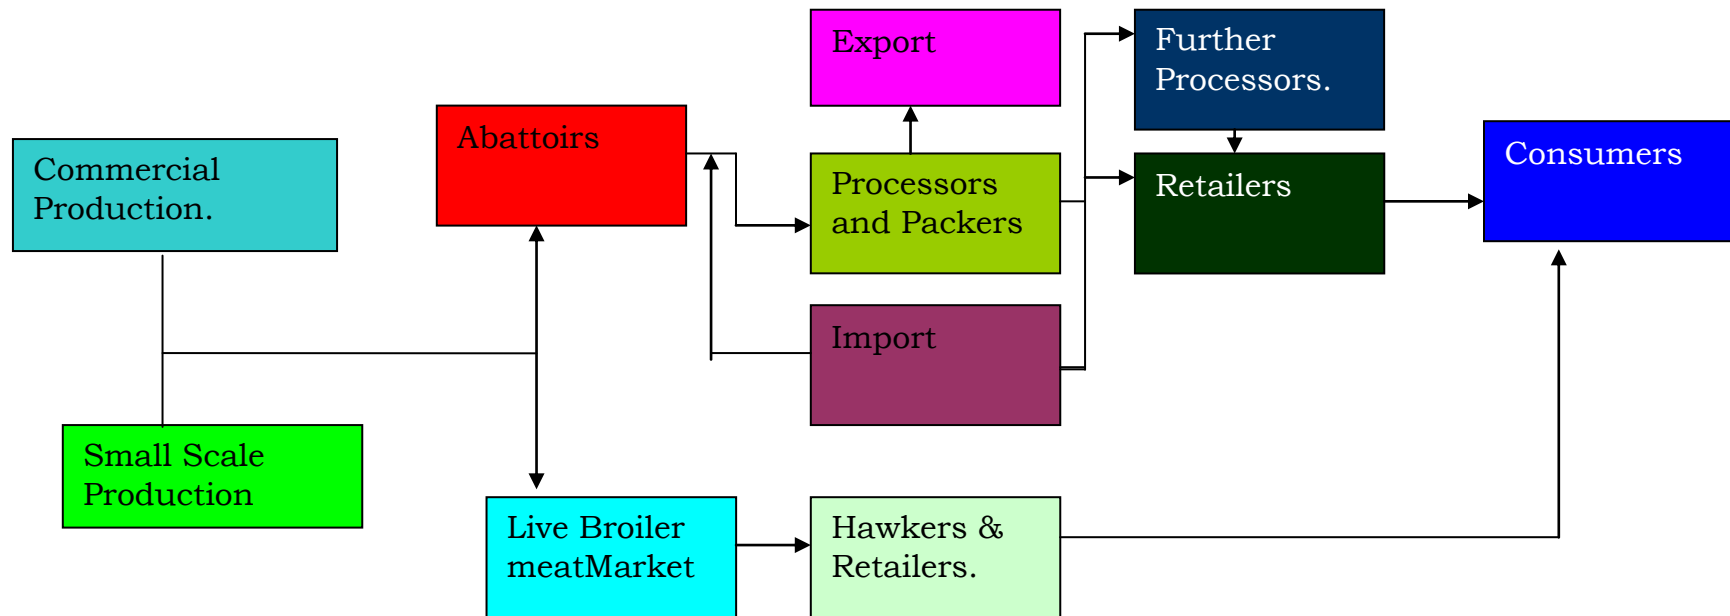 Export
Further
Processors.
Abattoirs
Commercial
Production.
Processors
and Packers
Retailers
Consumers
Import
Small Scale
Production
Live Broiler
meatMarket
Hawkers &
Retailers.